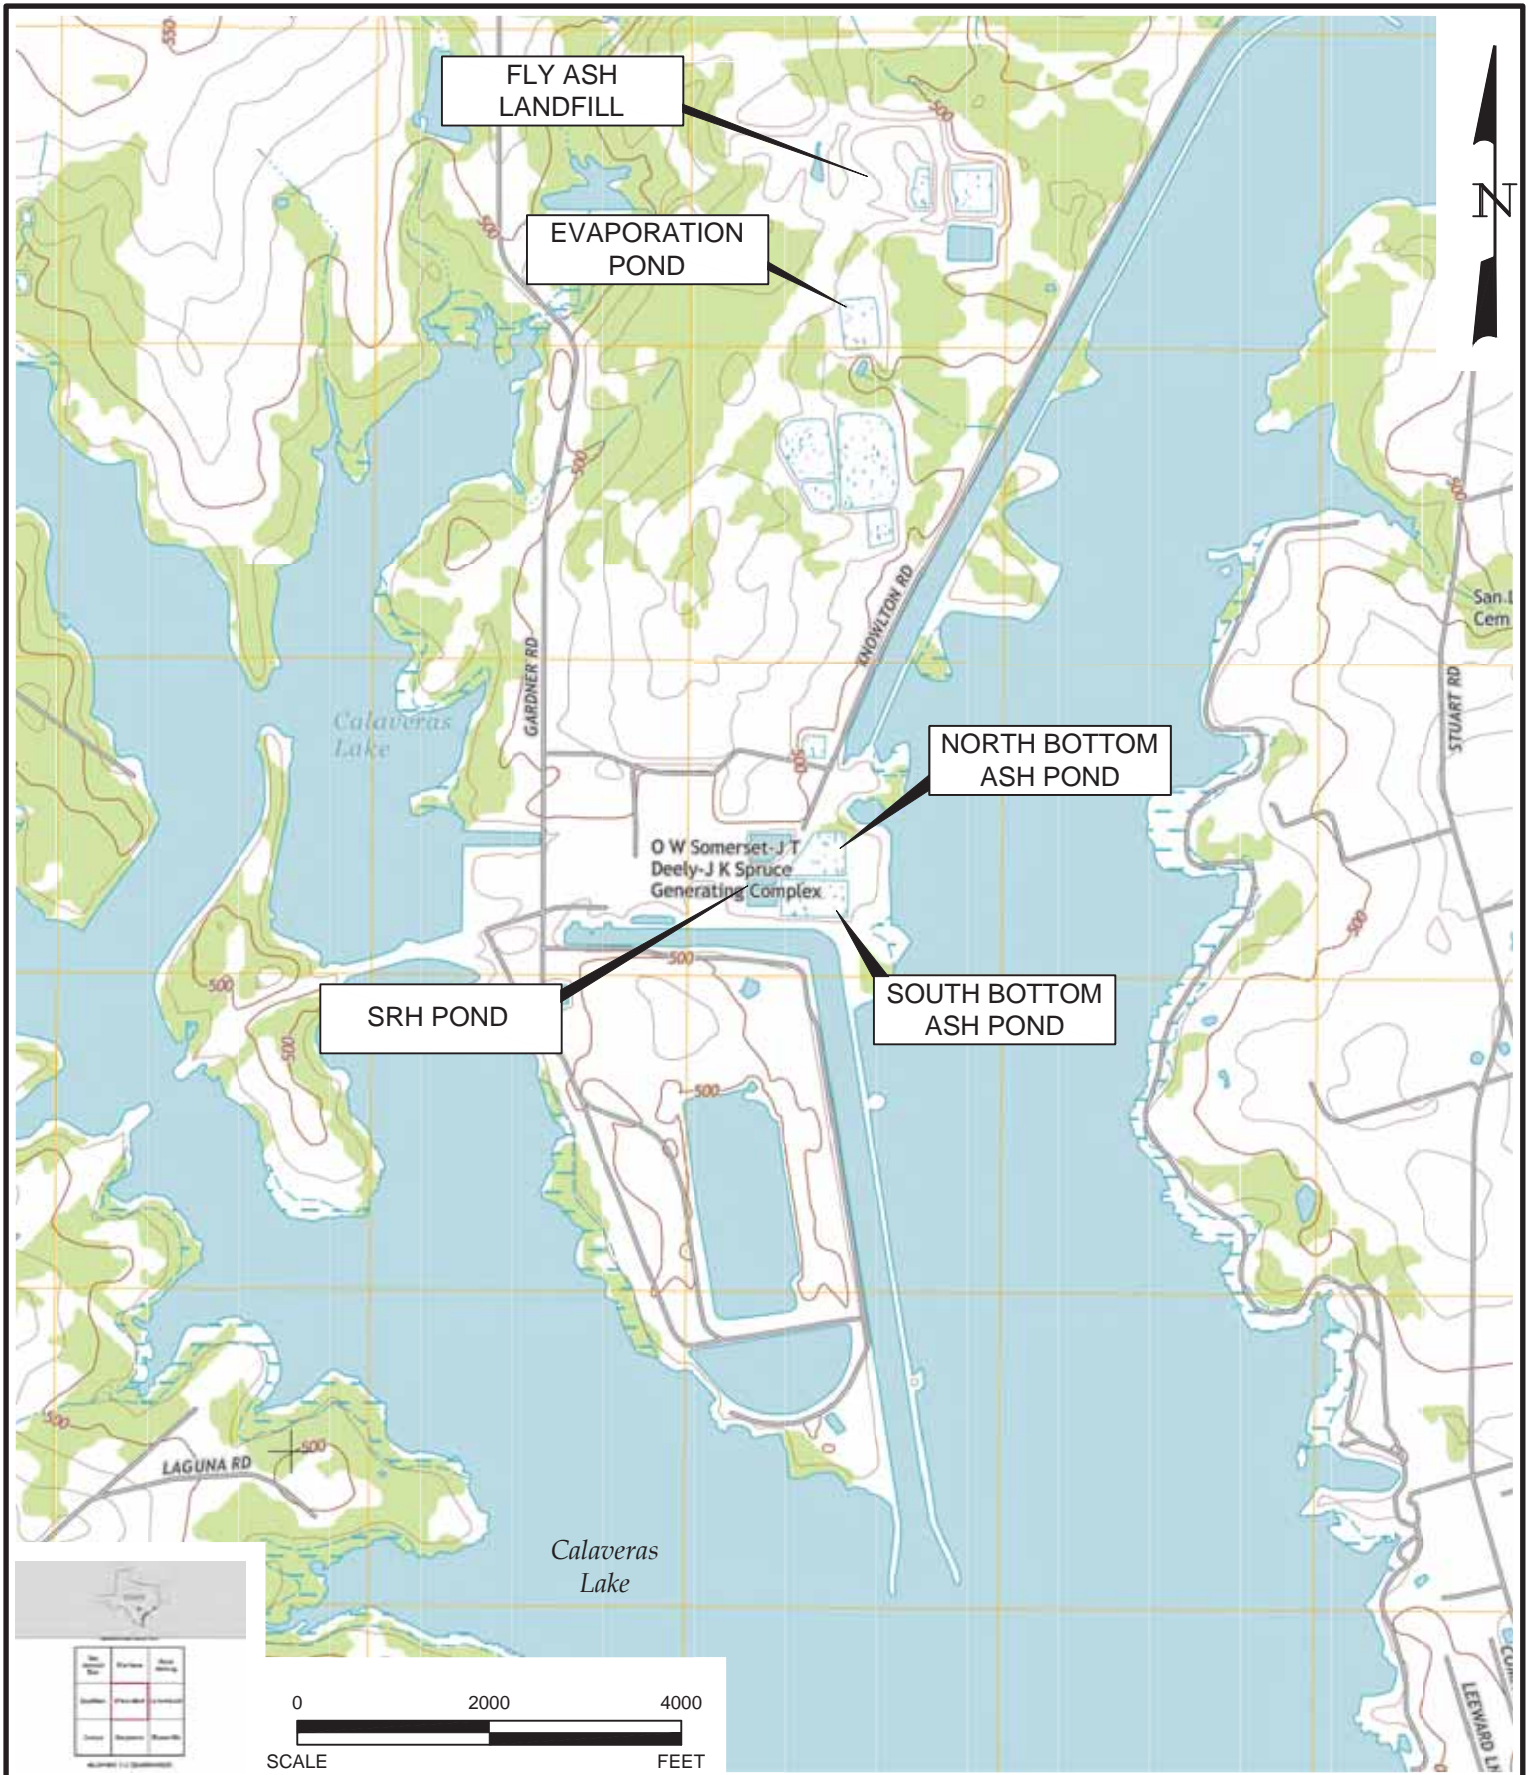 550
FLY ASH
LANDFILL
500
N
500
EVAPORATION
POND
500
400
KNOWLTON RD
San
Cem
GARDNER RD
STUART RD
Calaveras
Lake
NORTH BOTTOM
ASH POND
500
O W Somerset-J T
Deely-J K Spruce
Generating Complex
500
500
500
SRH POND
SOUTH BOTTOM
ASH POND
500
500
500
500
LAGUNA RD
Calaveras
Lake
LEEWARD LN
0 2000 4000
SCALE FEET